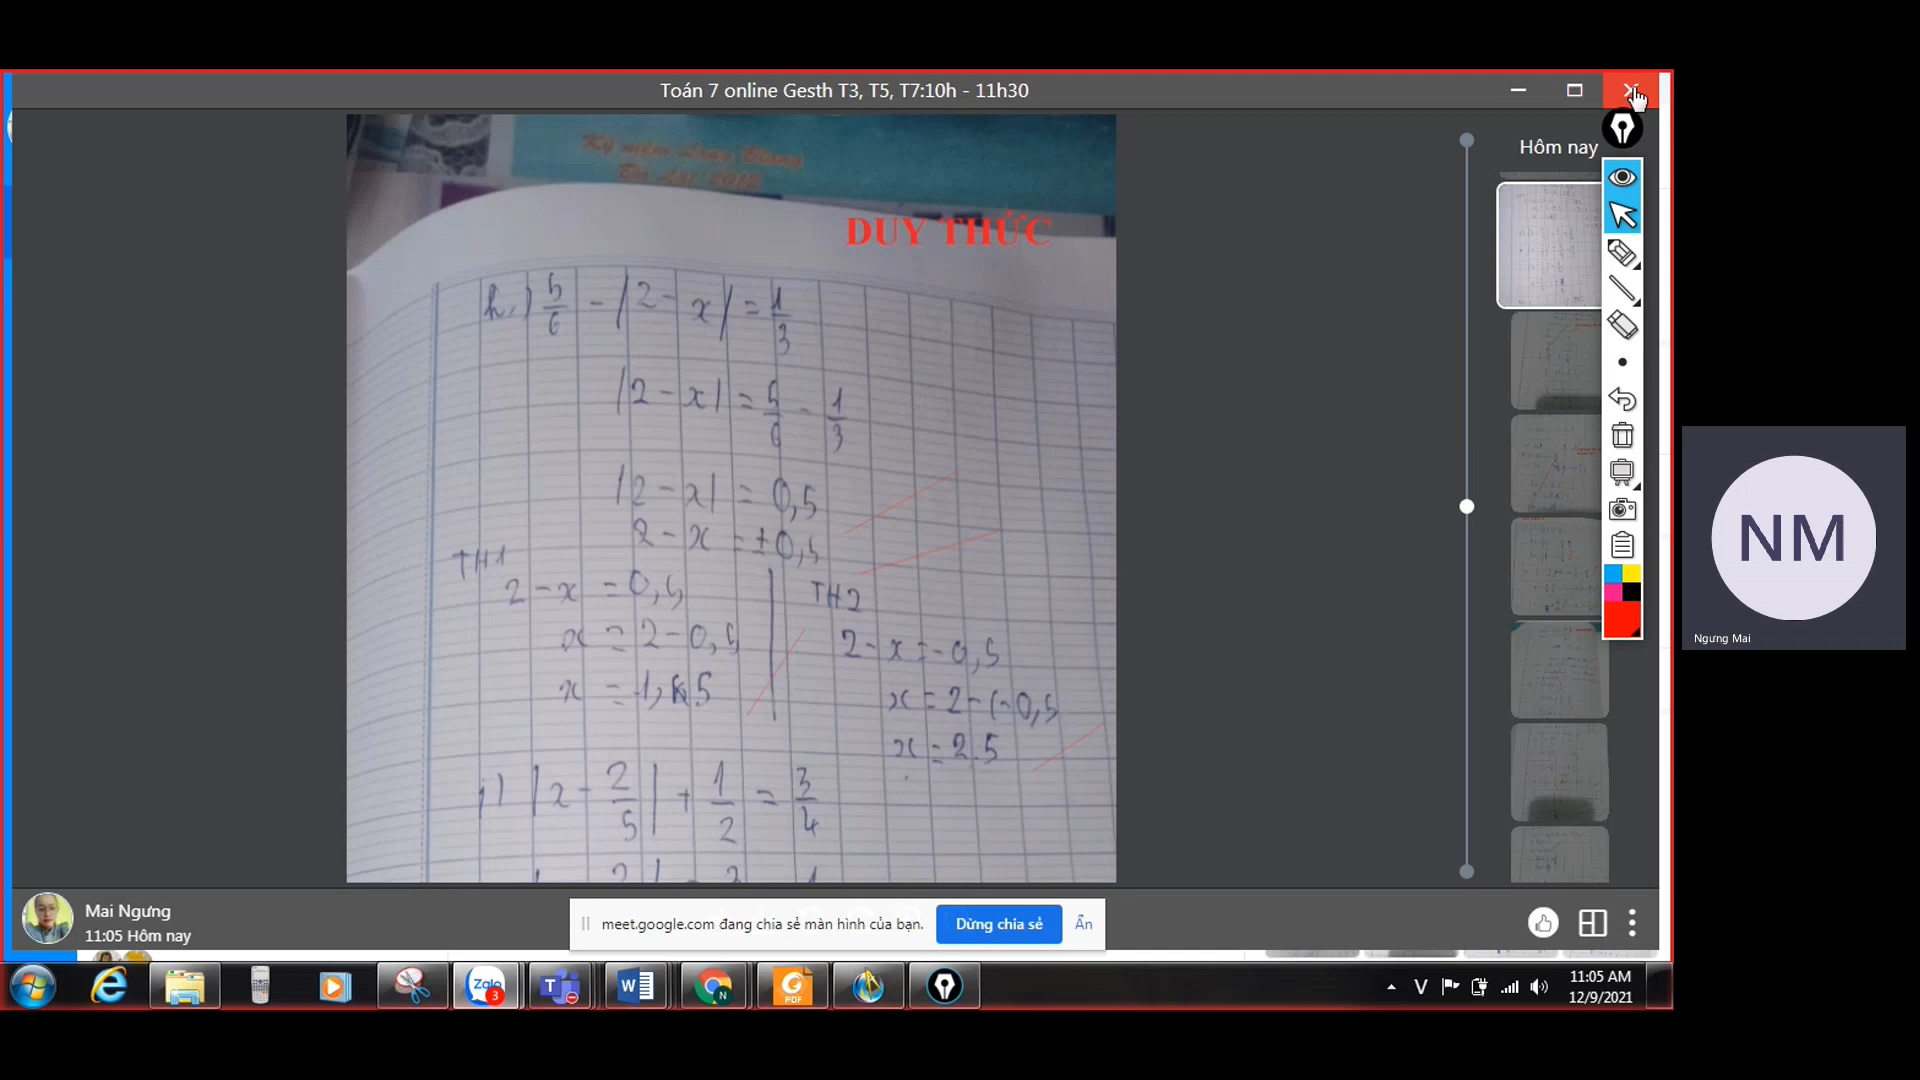 Toán 7 online Gesth T3, T5, T7:10h - 11h30
Hôm nay
Kỷ niệm
DUY THỨC
h,) 5/6 - |2 - x| = 1/3
|2 - x| = 5/6 - 1/3
|2 - x| = 0,5
2 - x = ±0,5
TH1
2 - x = 0,5
x = 2 - 0,5
x = 1,5
TH2
2 - x = -0,5
x = 2 - (-0,5
x = 2.5
i) |x - 2/5| + 1/2 = 3/4
NM
Ngưng Mai
Mai Ngưng
11:05 Hôm nay
meet.google.com đang chia sẻ màn hình của bạn.
Dừng chia sẻ
Ẩn
Zalo
3
N
PDF
V
11:05 AM
12/9/2021